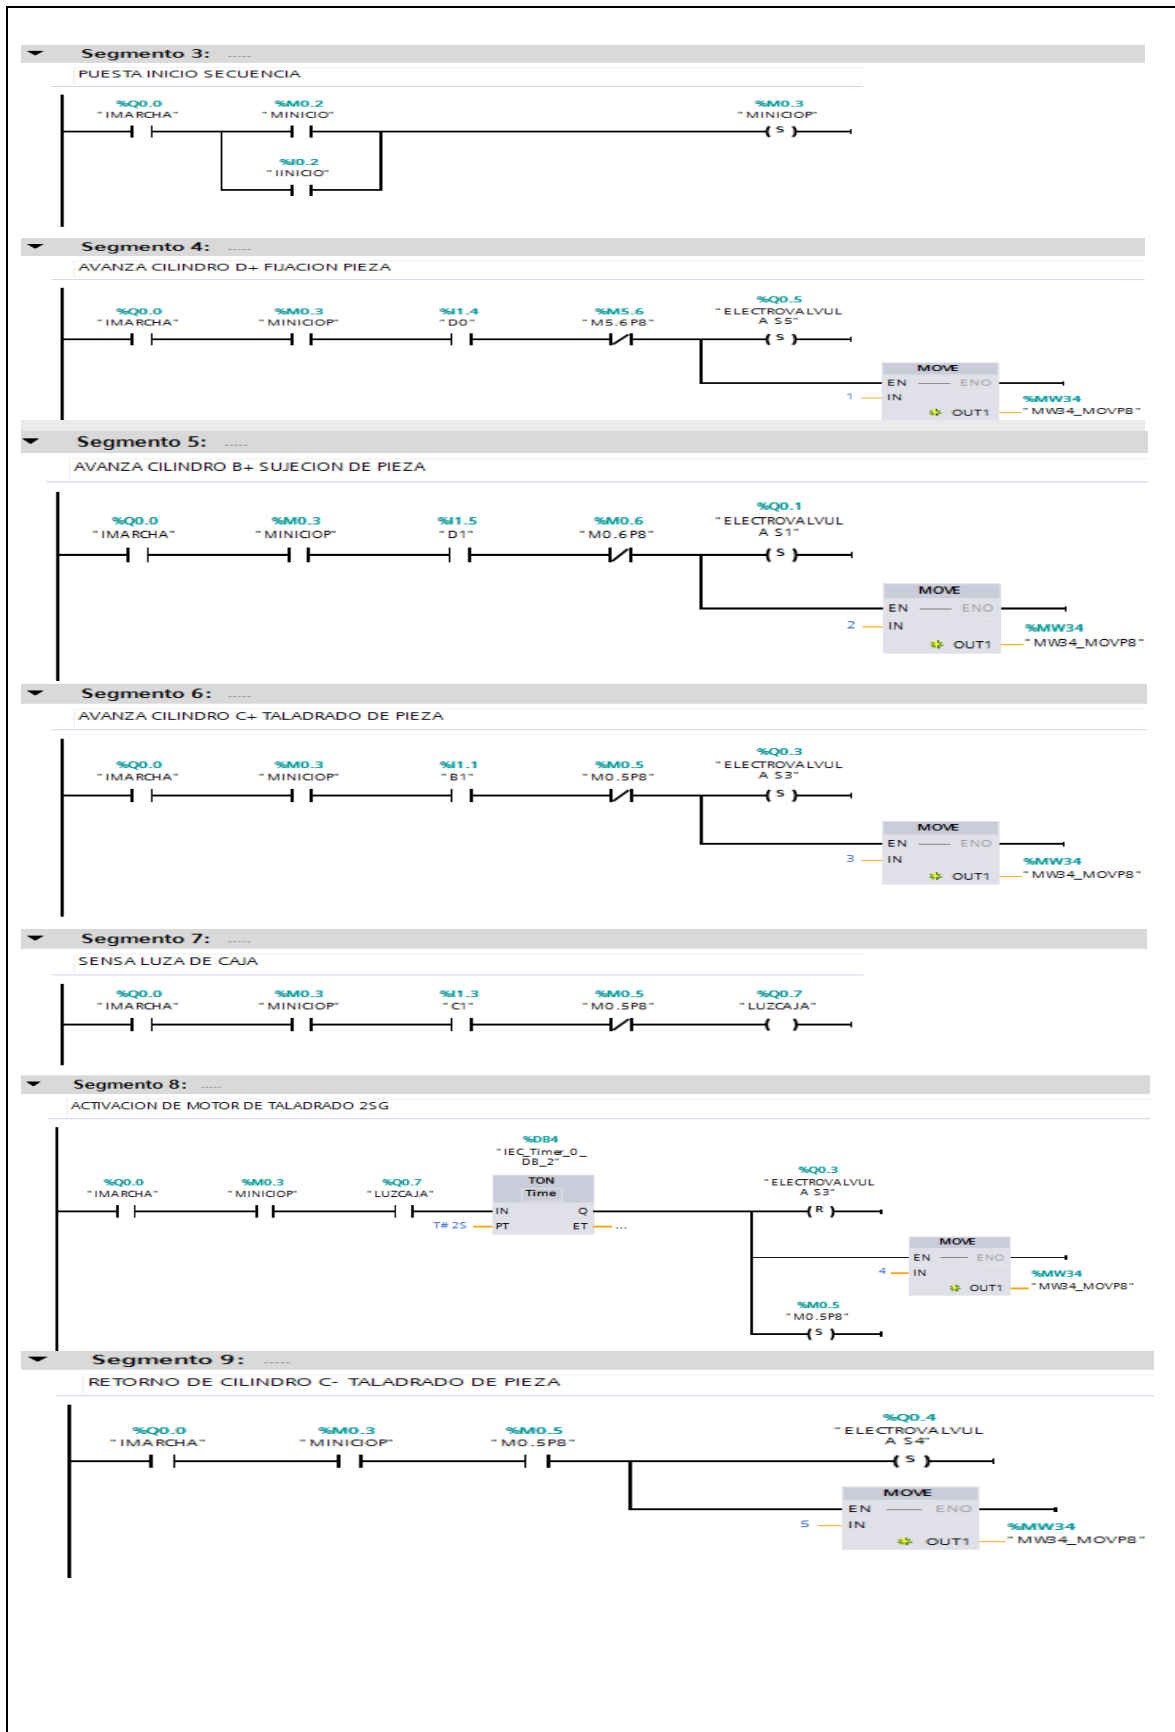 Segmento 3: .....
PUESTA INICIO SECUENCIA
%Q0.0 %M0.2 %M0.3
"IMARCHA" "MINICIO" "MINICIOP"
S
%I0.2
"IINICIO"
Segmento 4: .....
AVANZA CILINDRO D+ FIJACION PIEZA
%Q0.5
%Q0.0 %M0.3 %I1.4 %M5.6 "ELECTROVALVUL
"IMARCHA" "MINICIOP" "D0" "M5.6P8" A S5"
S
MOVE
EN ENO
1 IN %MW34
OUT1 "MW34_MOVP8"
Segmento 5: .....
AVANZA CILINDRO B+ SUJECION DE PIEZA
%Q0.1
%Q0.0 %M0.3 %I1.5 %M0.6 "ELECTROVALVUL
"IMARCHA" "MINICIOP" "D1" "M0.6P8" A S1"
S
MOVE
EN ENO
2 IN %MW34
OUT1 "MW34_MOVP8"
Segmento 6: .....
AVANZA CILINDRO C+ TALADRADO DE PIEZA
%Q0.3
%Q0.0 %M0.3 %I1.1 %M0.5 "ELECTROVALVUL
"IMARCHA" "MINICIOP" "B1" "M0.5P8" A S3"
S
MOVE
EN ENO
3 IN %MW34
OUT1 "MW34_MOVP8"
Segmento 7: .....
SENSA LUZA DE CAJA
%Q0.0 %M0.3 %I1.3 %M0.5 %Q0.7
"IMARCHA" "MINICIOP" "C1" "M0.5P8" "LUZCAJA"
Segmento 8: .....
ACTIVACION DE MOTOR DE TALADRADO 2SG
%DB4
"IEC_Timer_0_
DB_2"
%Q0.3
%Q0.0 %M0.3 %Q0.7 TON "ELECTROVALVUL
"IMARCHA" "MINICIOP" "LUZCAJA" Time A S3"
IN Q R
T#2S PT ET ...
MOVE
EN ENO
4 IN %MW34
OUT1 "MW34_MOVP8"
%M0.5
"M0.5P8"
S
Segmento 9: .....
RETORNO DE CILINDRO C- TALADRADO DE PIEZA
%Q0.4
%Q0.0 %M0.3 %M0.5 "ELECTROVALVUL
"IMARCHA" "MINICIOP" "M0.5P8" A S4"
S
MOVE
EN ENO
5 IN %MW34
OUT1 "MW34_MOVP8"